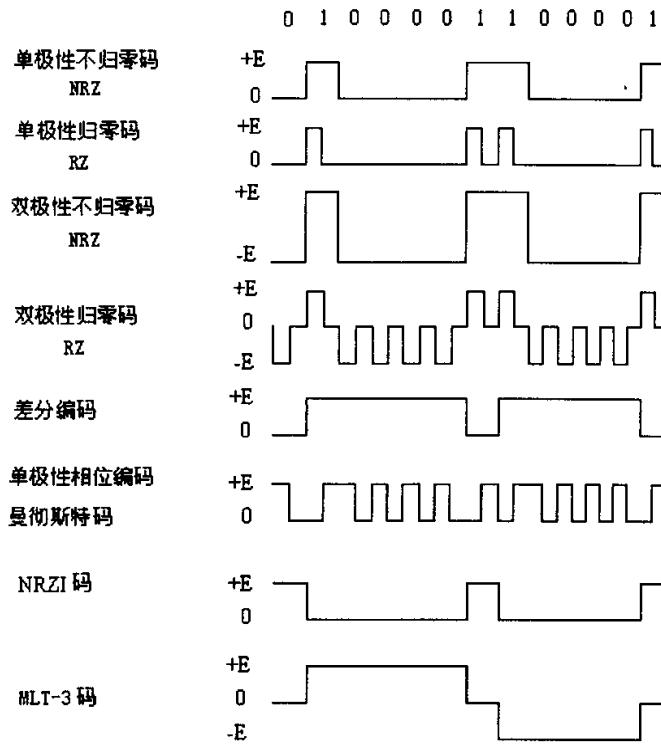 0 1 0 0 0 0 1 1 0 0 0 0 1
单极性不归零码 +E
NRZ 0
单极性归零码 +E
RZ 0
双极性不归零码 +E
NRZ
-E
+E
双极性归零码 0
RZ
-E
差分编码 +E
0
单极性相位编码 +E
曼彻斯特码 0
NRZI 码 +E
0
+E
MLT-3 码 0
-E